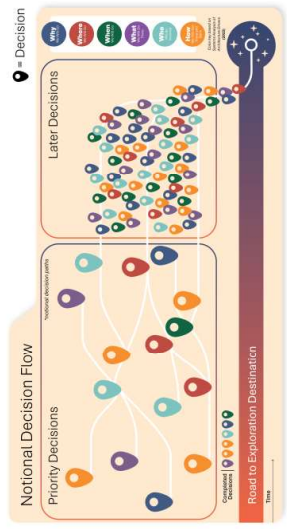 = Decision
Notional Decision Flow
Priority Decisions
*notional decision paths
Later Decisions
Why
Where
When
What
Who
How
Completed
Decisions
Road to Exploration Destination
Time